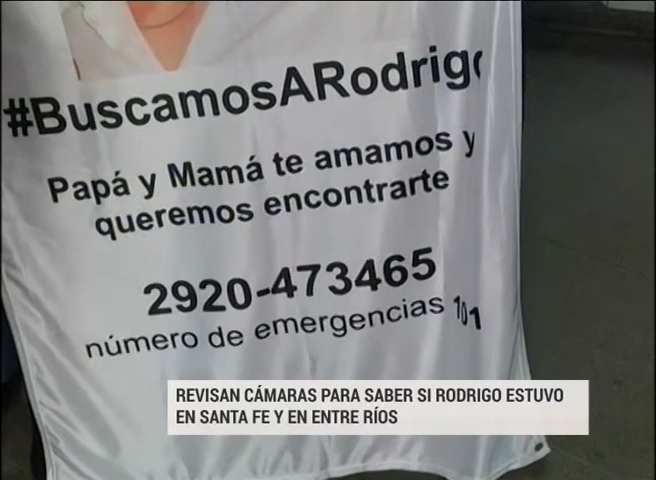 #BuscamosARodrigo
Papá y Mamá te amamos y
queremos encontrarte
2920-473465
número de emergencias 101
REVISAN CÁMARAS PARA SABER SI RODRIGO ESTUVO
EN SANTA FE Y EN ENTRE RÍOS